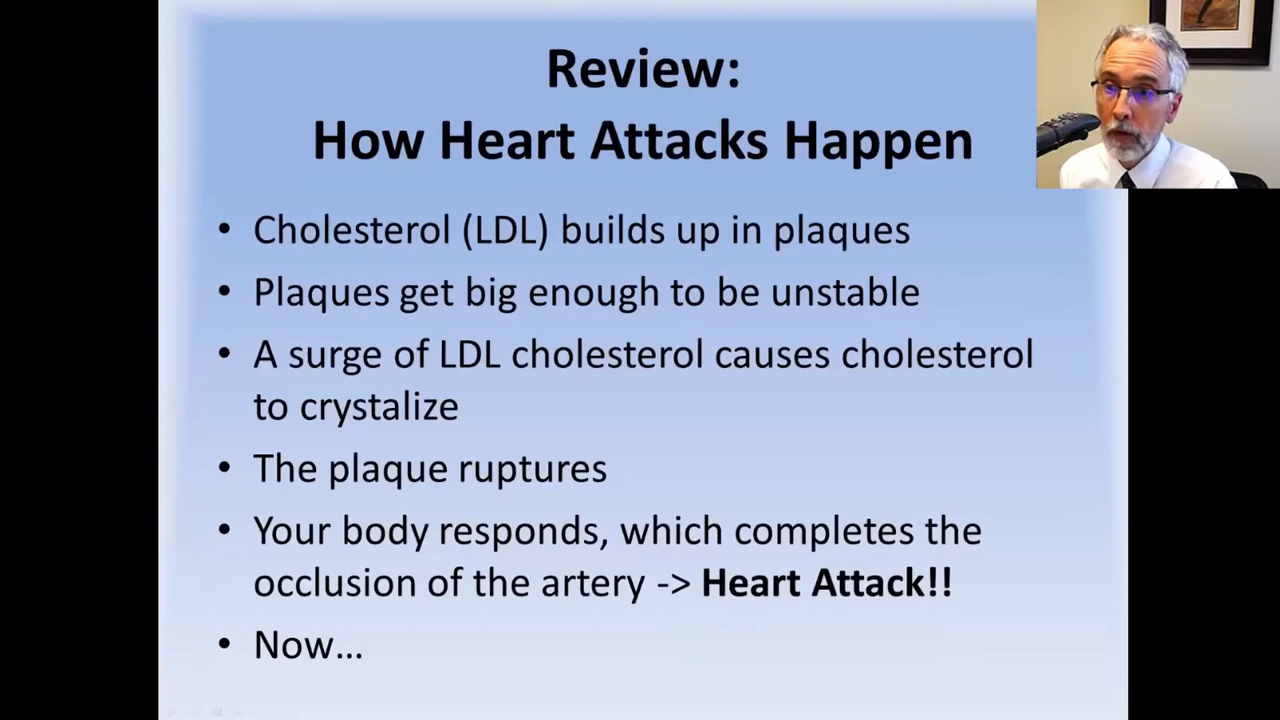 Review:
How Heart Attacks Happen
• Cholesterol (LDL) builds up in plaques
• Plaques get big enough to be unstable
• A surge of LDL cholesterol causes cholesterol
to crystalize
• The plaque ruptures
• Your body responds, which completes the
occlusion of the artery -> Heart Attack!!
• Now...